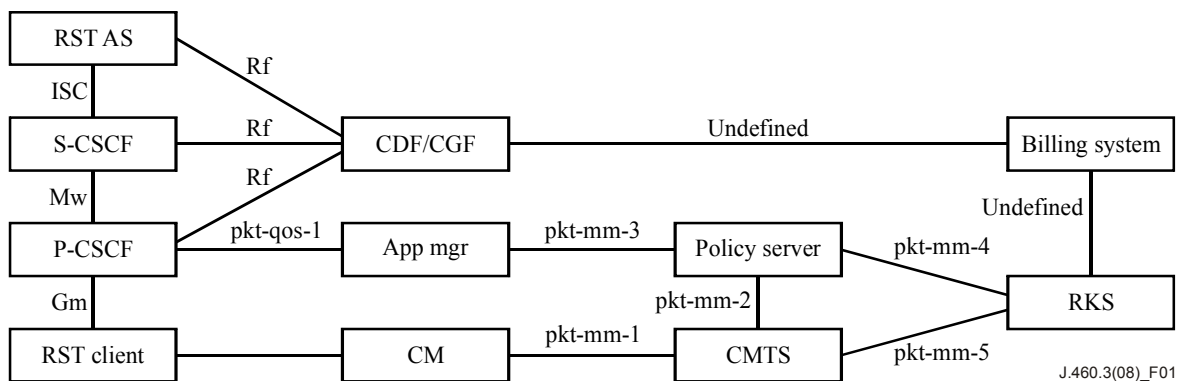 RST AS
Rf
ISC
S-CSCF
Rf
CDF/CGF
Undefined
Billing system
Mw
Rf
Undefined
P-CSCF
pkt-qos-1
App mgr
pkt-mm-3
Policy server
pkt-mm-4
Gm
pkt-mm-2
RKS
RST client
CM
pkt-mm-1
CMTS
pkt-mm-5
J.460.3(08)_F01